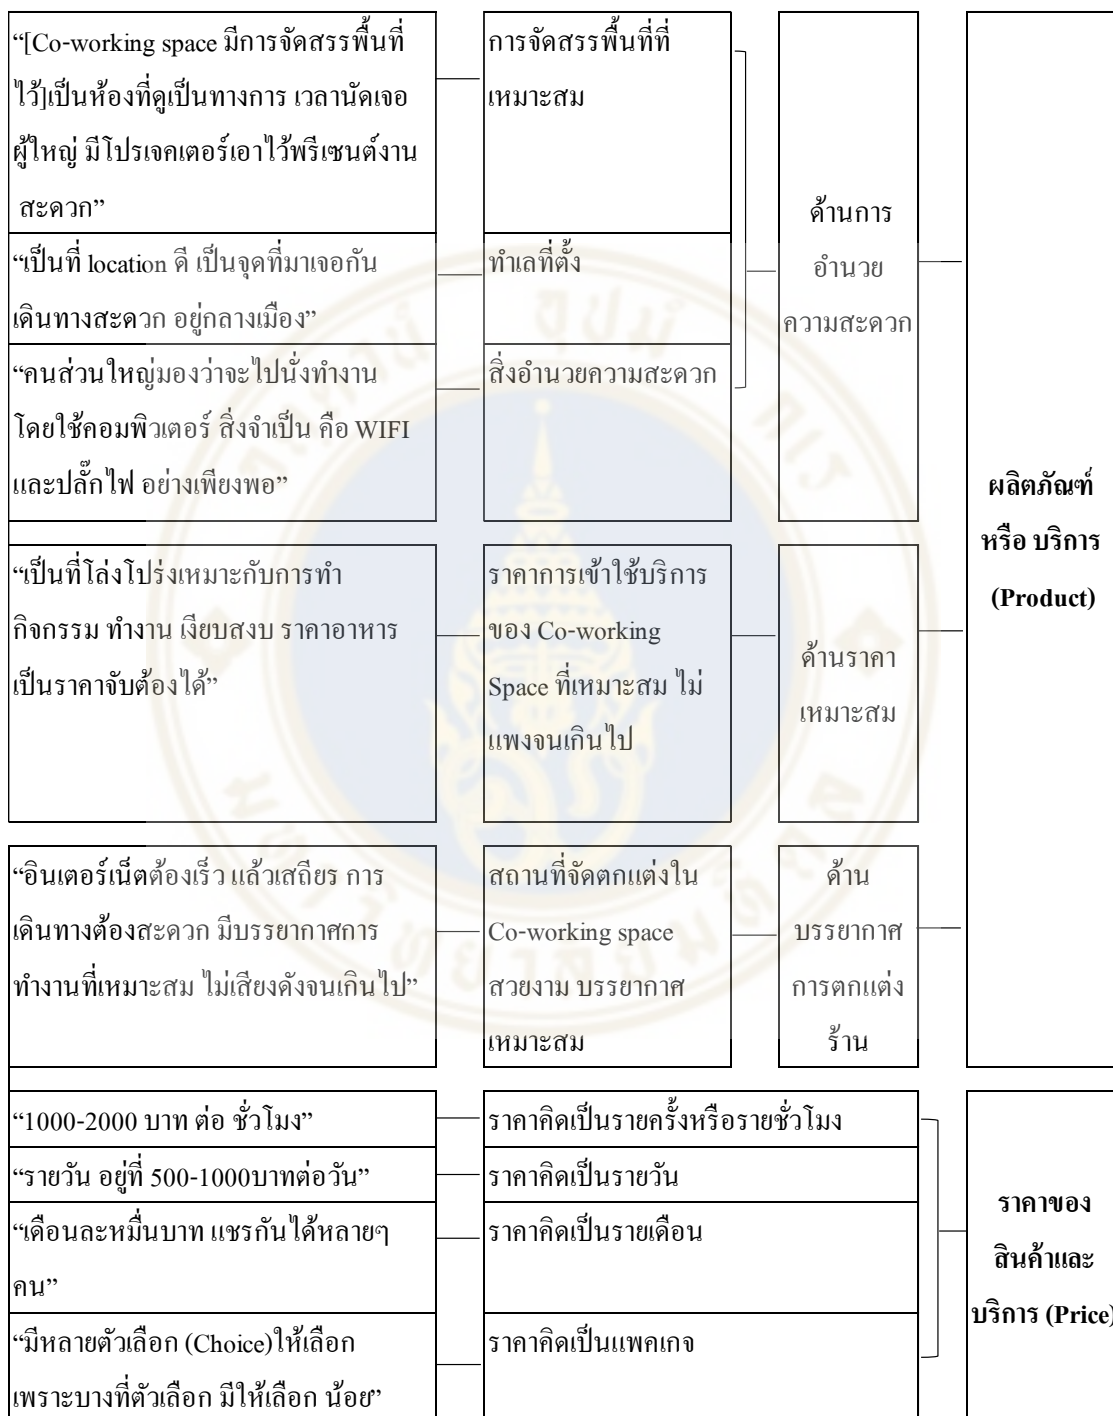 “[Co-working space มีการจัดสรรพื้นที่
ไว้]เป็นห้องที่ดูเป็นทางการ เวลานัดเจอ
ผู้ใหญ่ มีโปรเจคเตอร์เอาไว้พรีเซนต์งาน
สะดวก”
การจัดสรรพื้นที่ที่
เหมาะสม
“เป็นที่ location ดี เป็นจุดที่มาเจอกัน
เดินทางสะดวก อยู่กลางเมือง”
ทำเลที่ตั้ง
“คนส่วนใหญ่มองว่าจะไปนั่งทำงาน
โดยใช้คอมพิวเตอร์ สิ่งจำเป็น คือ WIFI
และปลั๊กไฟ อย่างเพียงพอ”
สิ่งอำนวยความสะดวก
ด้านการ
อำนวย
ความสะดวก
“เป็นที่โล่งโปร่งเหมาะกับการทำ
กิจกรรม ทำงาน เงียบสงบ ราคาอาหาร
เป็นราคาจับต้องได้”
ราคาการเข้าใช้บริการ
ของ Co-working
Space ที่เหมาะสม ไม่
แพงจนเกินไป
ด้านราคา
เหมาะสม
“อินเตอร์เน็ตต้องเร็ว แล้วเสถียร การ
เดินทางต้องสะดวก มีบรรยากาศการ
ทำงานที่เหมาะสม ไม่เสียงดังจนเกินไป”
สถานที่จัดตกแต่งใน
Co-working space
สวยงาม บรรยากาศ
เหมาะสม
ด้าน
บรรยากาศ
การตกแต่ง
ร้าน
ผลิตภัณฑ์
หรือ บริการ
(Product)
“1000-2000 บาท ต่อ ชั่วโมง”
ราคาคิดเป็นรายครั้งหรือรายชั่วโมง
“รายวัน อยู่ที่ 500-1000บาทต่อวัน”
ราคาคิดเป็นรายวัน
“เดือนละหมื่นบาท แชรกันได้หลายๆ
คน”
ราคาคิดเป็นรายเดือน
“มีหลายตัวเลือก (Choice)ให้เลือก
เพราะบางที่ตัวเลือก มีให้เลือก น้อย”
ราคาคิดเป็นแพคเกจ
ราคาของ
สินค้าและ
บริการ (Price)